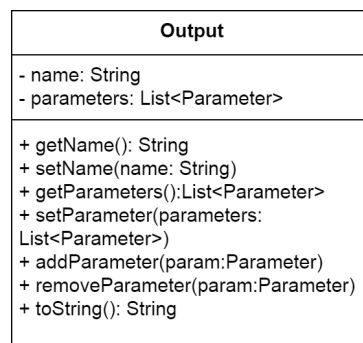 Output
- name: String
- parameters: List<Parameter>
+ getName(): String
+ setName(name: String)
+ getParameters():List<Parameter>
+ setParameter(parameters:
List<Parameter>)
+ addParameter(param:Parameter)
+ removeParameter(param:Parameter)
+ toString(): String